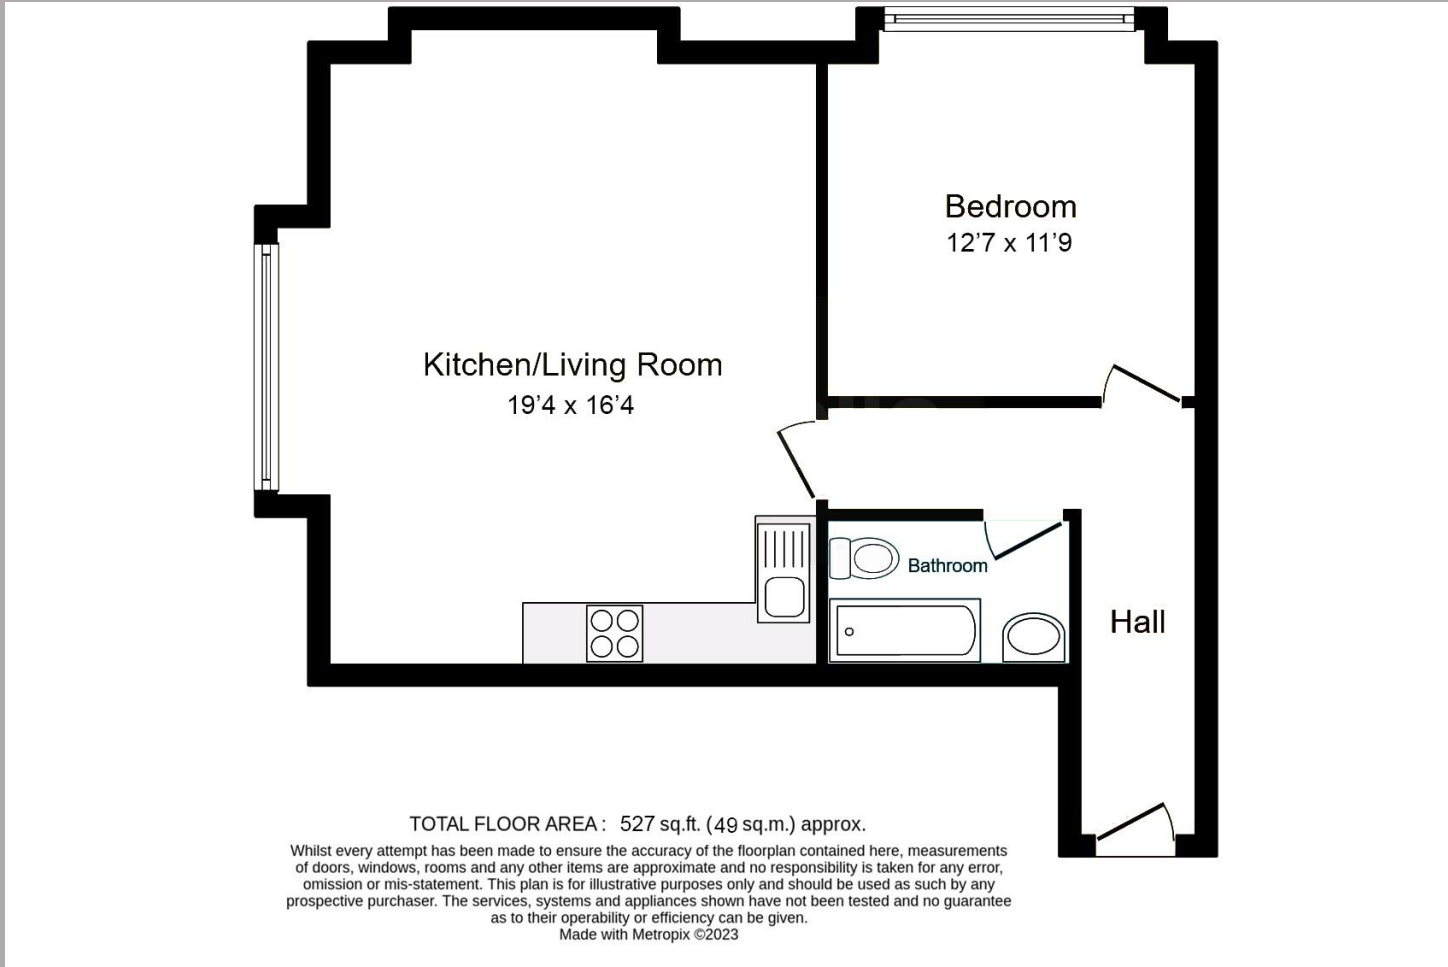 Bedroom
12’7 x 11’9
Kitchen/Living Room
19’4 x 16’4
Bathroom
Hall
TOTAL FLOOR AREA : 527 sq.ft. (49 sq.m.) approx.
Whilst every attempt has been made to ensure the accuracy of the floorplan contained here, measurements
of doors, windows, rooms and any other items are approximate and no responsibility is taken for any error,
omission or mis-statement. This plan is for illustrative purposes only and should be used as such by any
prospective purchaser. The services, systems and appliances shown have not been tested and no guarantee
as to their operability or efficiency can be given.
Made with Metropix ©2023